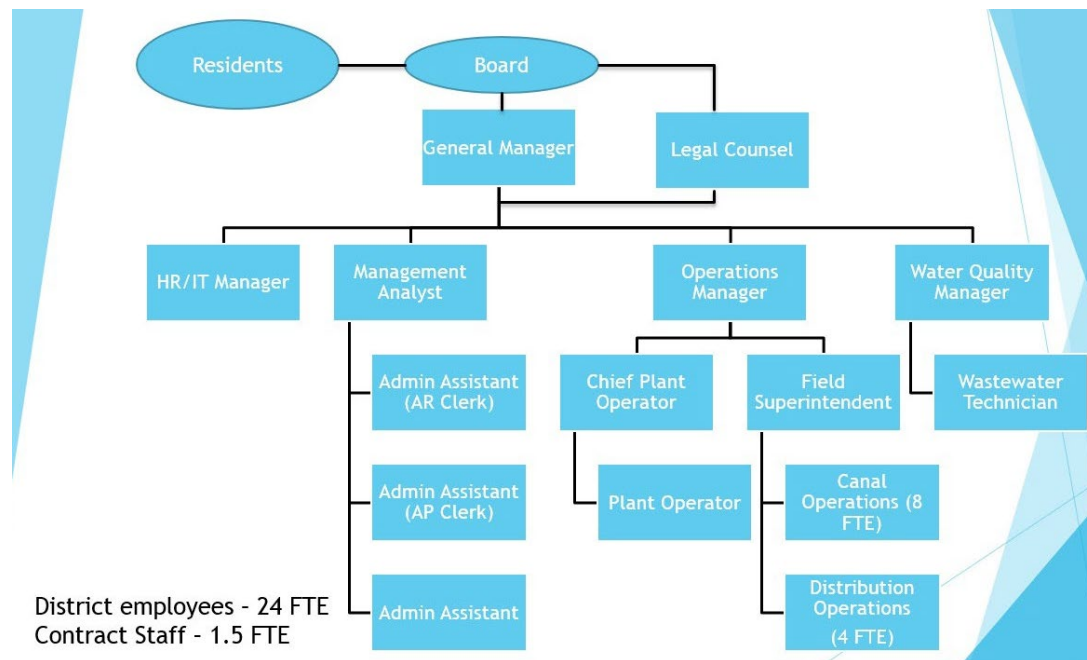 Residents
Board
General Manager
Legal Counsel
HR/IT Manager
Management
Analyst
Operations
Manager
Water Quality
Manager
Admin Assistant
(AR Clerk)
Chief Plant
Operator
Field
Superintendent
Wastewater
Technician
Admin Assistant
(AP Clerk)
Plant Operator
Canal
Operations (8
FTE)
Admin Assistant
Distribution
Operations
(4 FTE)
District employees - 24 FTE
Contract Staff - 1.5 FTE